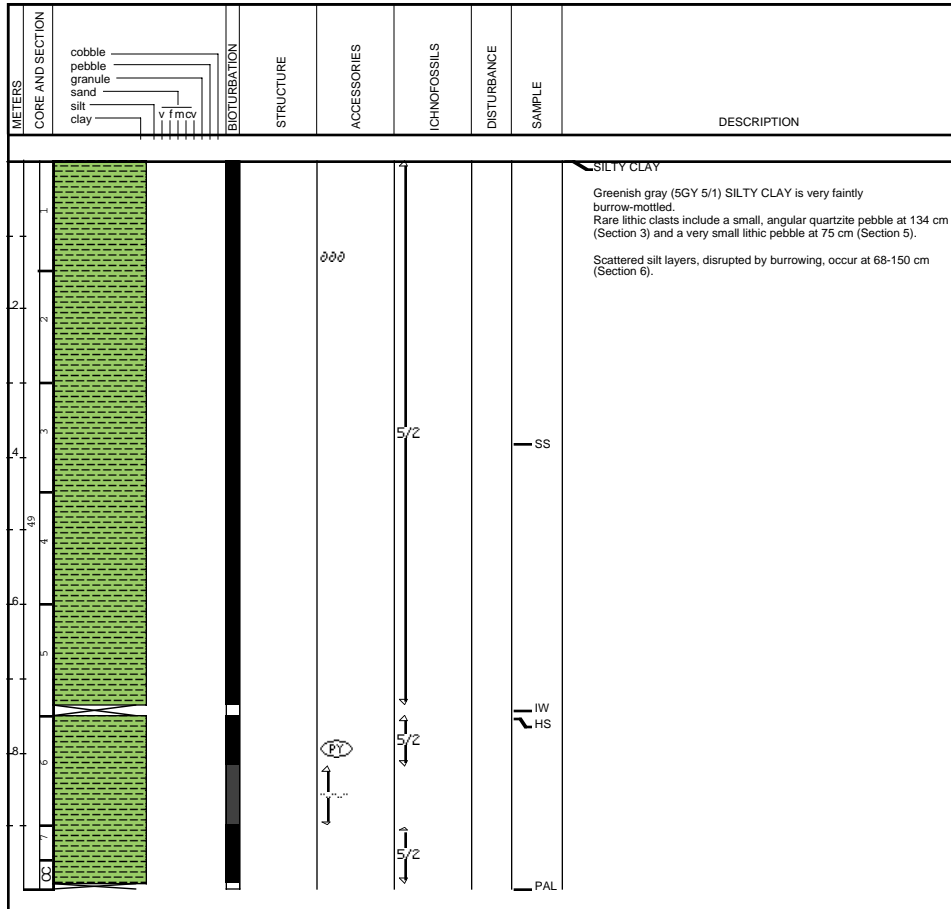 METERS
CORE AND SECTION
cobble
pebble
granule
sand
silt
clay
v f m c v
BIOTURBATION
STRUCTURE
ACCESSORIES
ICHNOFOSSILS
DISTURBANCE
SAMPLE
DESCRIPTION
SILTY CLAY
Greenish gray (5GY 5/1) SILTY CLAY is very faintly
burrow-mottled.
Rare lithic clasts include a small, angular quartzite pebble at 134 cm
(Section 3) and a very small lithic pebble at 75 cm (Section 5).
Scattered silt layers, disrupted by burrowing, occur at 68-150 cm
(Section 6).
1
2
2
3
5/2
SS
4
49
4
6
5
IW
HS
5/2
8
PY
6
7
5/2
CC
PAL